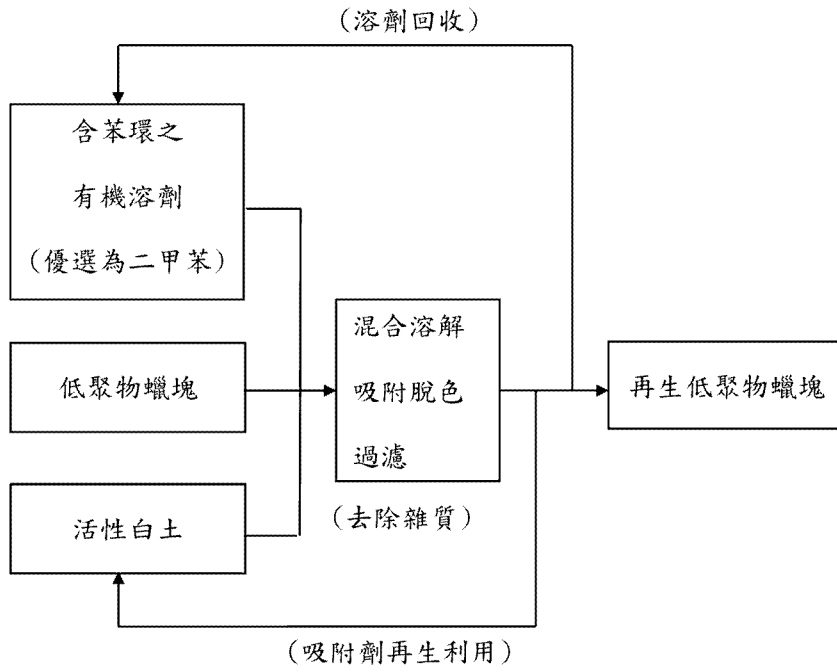 (溶劑回收)
含苯環之
有機溶劑
(優選為二甲苯)
低聚物蠟塊
活性白土
混合溶解
吸附脫色
過濾
(去除雜質)
再生低聚物蠟塊
(吸附劑再生利用)